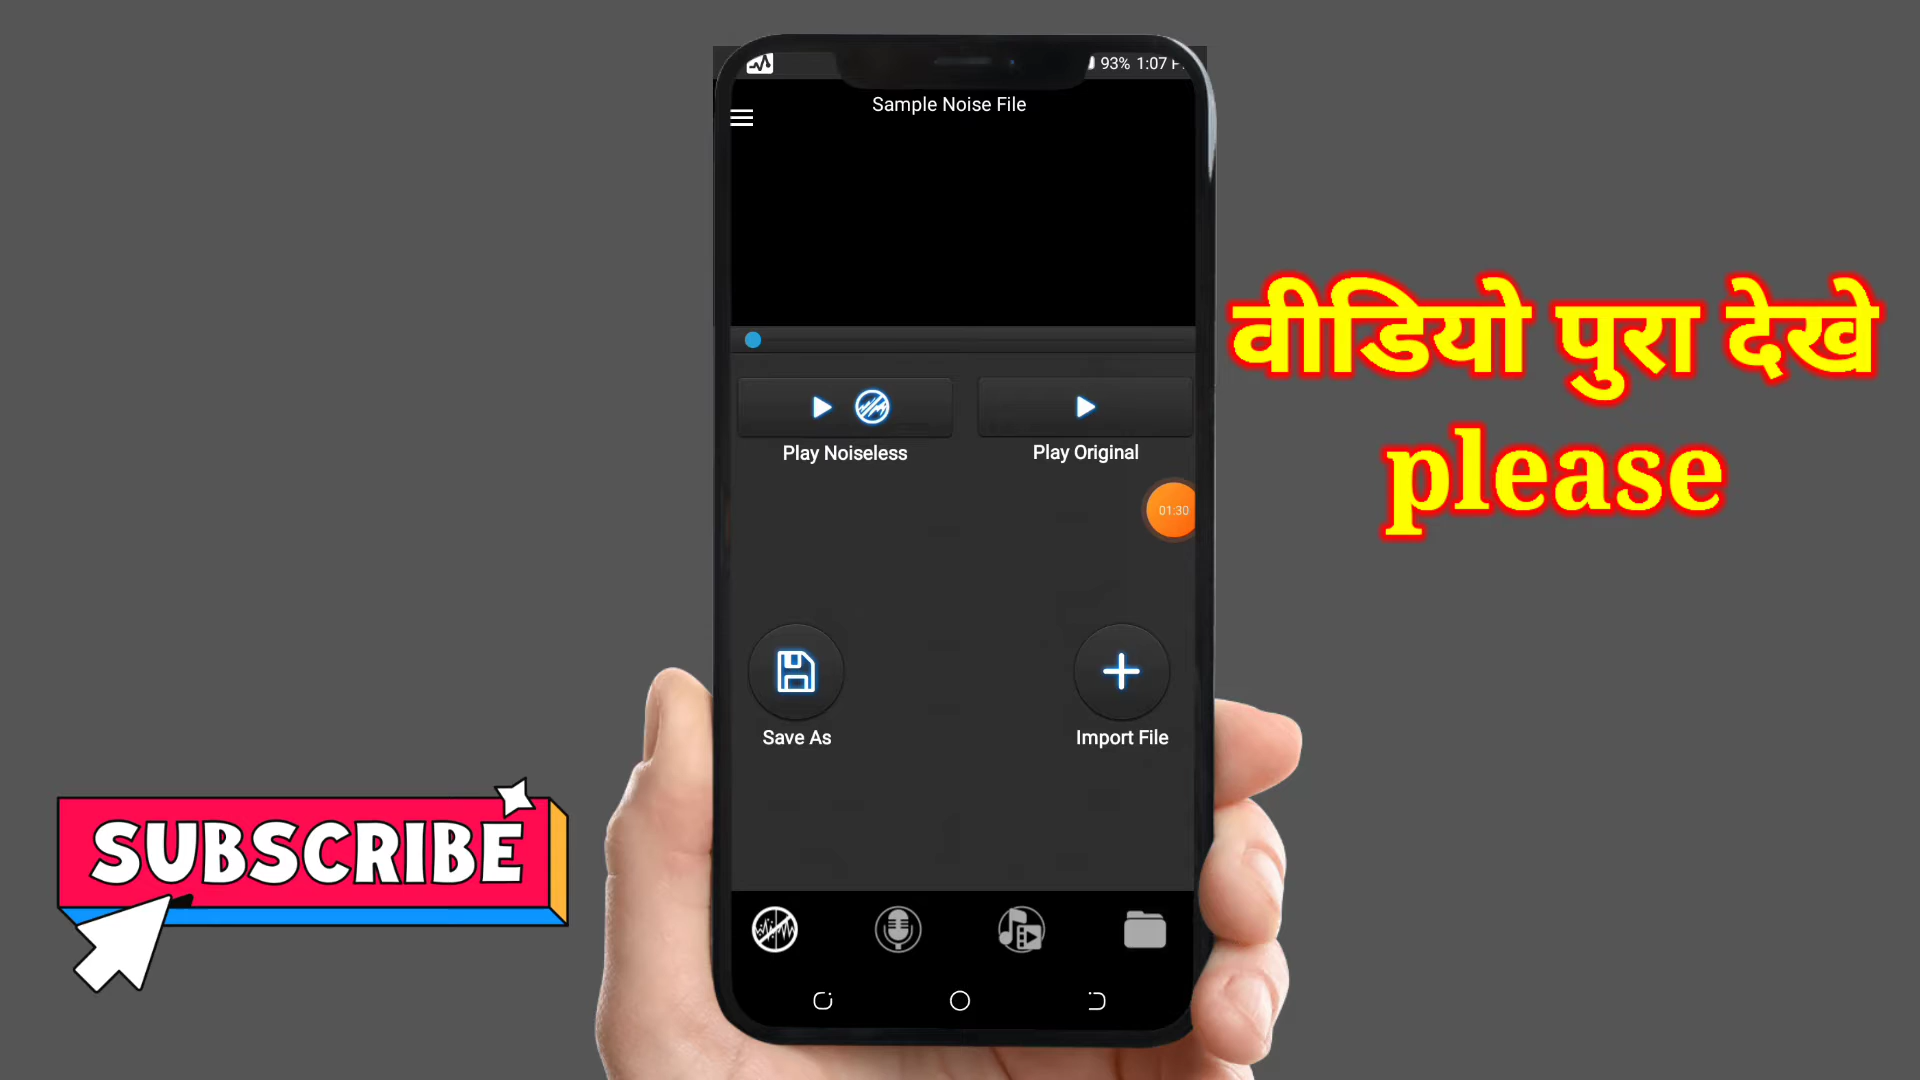 93% 1:07
Sample Noise File
Play Noiseless
Play Original
01:30
Save As
Import File
वीडियो पुरा देखे
please
SUBSCRIBE